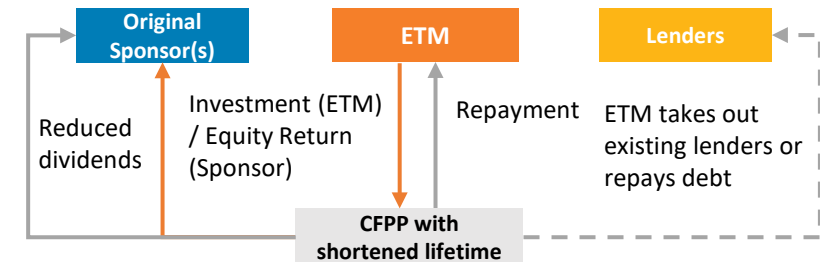 Original
Sponsor(s)
ETM
Lenders
Reduced
dividends
Investment (ETM)
/ Equity Return
(Sponsor)
Repayment
ETM takes out
existing lenders or
repays debt
CFPP with
shortened lifetime